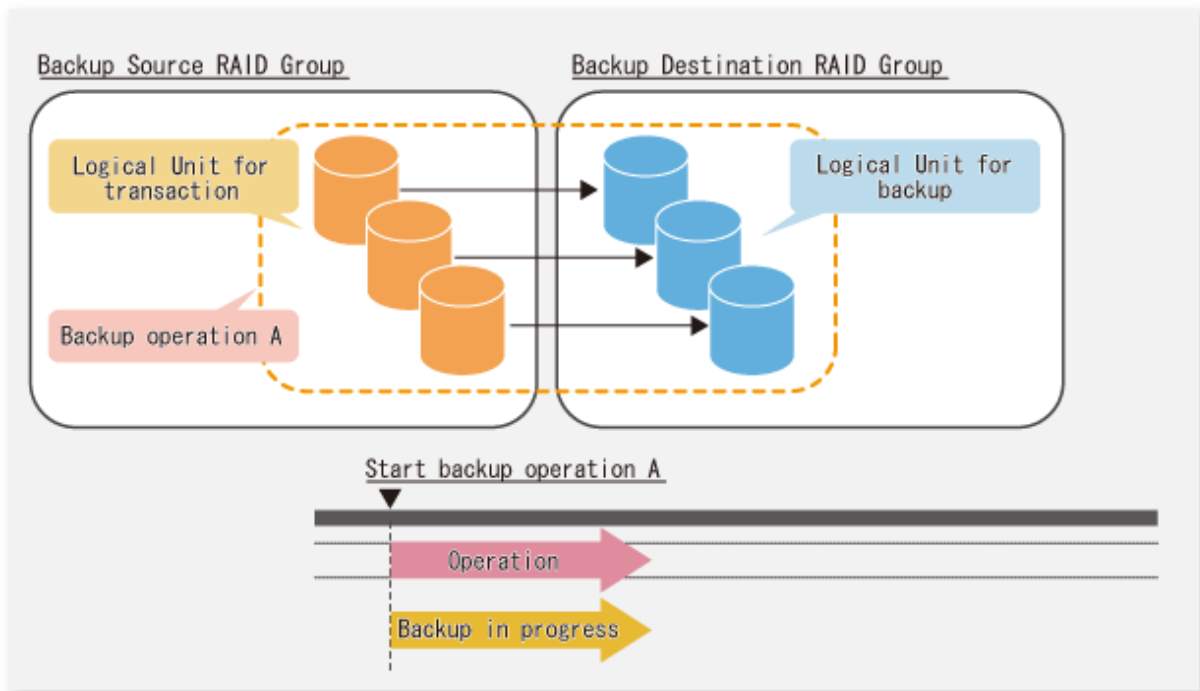 Backup Source RAID Group
Backup Destination RAID Group
Logical Unit for
transaction
Logical Unit for
backup
Backup operation A
Start backup operation A
Operation
Backup in progress